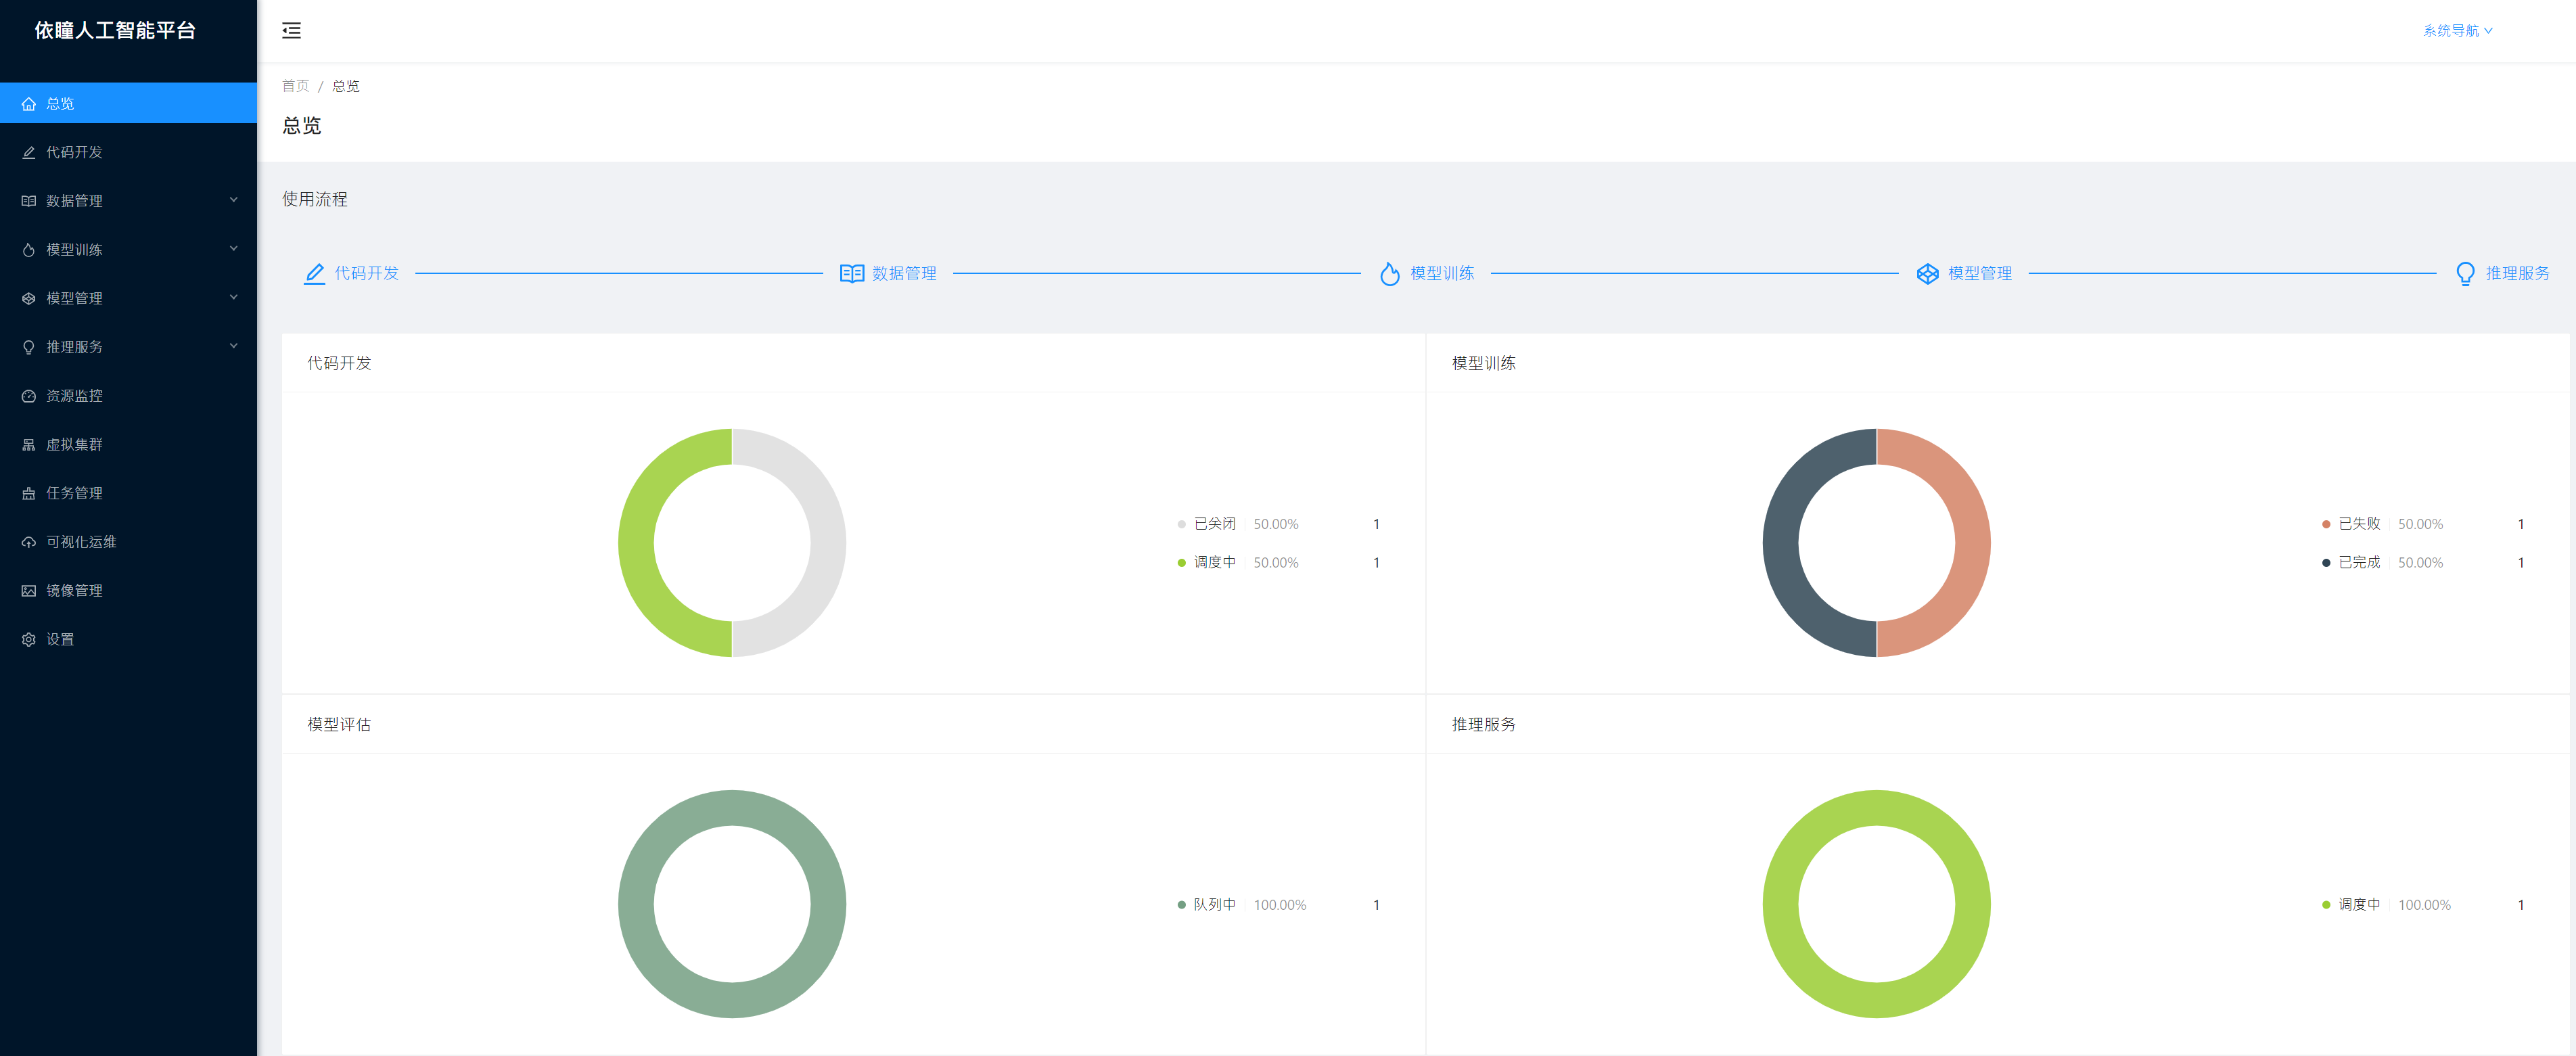 依瞳人工智能平台
系统导航
总览
代码开发
数据管理
模型训练
模型管理
推理服务
资源监控
虚拟集群
任务管理
可视化运维
镜像管理
设置
首页 / 总览
总览
使用流程
代码开发
数据管理
模型训练
模型管理
推理服务
代码开发
已关闭 50.00% 1
调度中 50.00% 1
模型训练
已失败 50.00% 1
已完成 50.00% 1
模型评估
队列中 100.00% 1
推理服务
调度中 100.00% 1